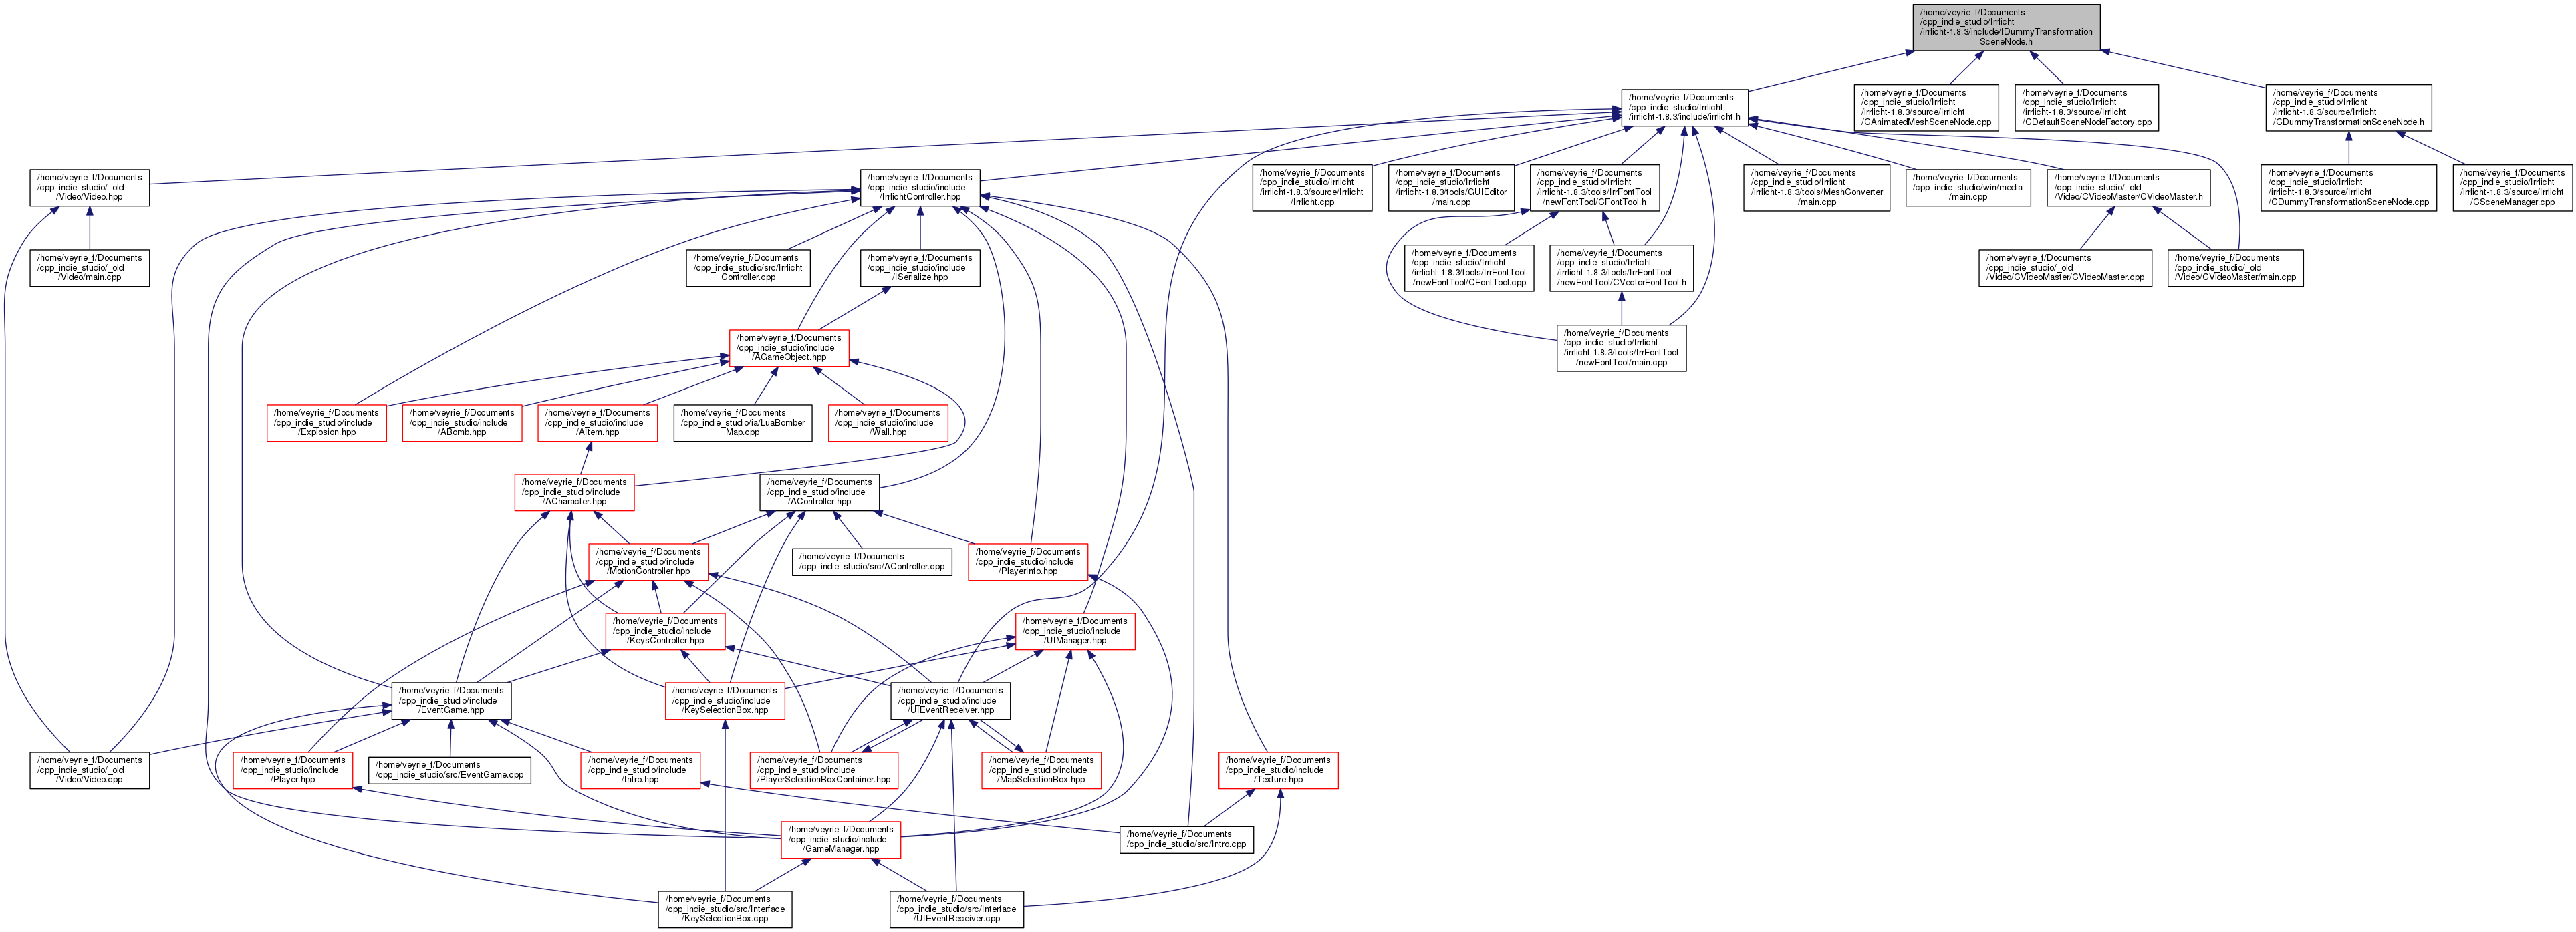 /home/veyrie_f/Documents
/cpp_indie_studio/Irrlicht
/irrlicht-1.8.3/include/IDummyTransformation
SceneNode.h
/home/veyrie_f/Documents
/cpp_indie_studio/Irrlicht
/irrlicht-1.8.3/include/irrlicht.h
/home/veyrie_f/Documents
/cpp_indie_studio/Irrlicht
/irrlicht-1.8.3/source/Irrlicht
/CAnimatedMeshSceneNode.cpp
/home/veyrie_f/Documents
/cpp_indie_studio/Irrlicht
/irrlicht-1.8.3/source/Irrlicht
/CDefaultSceneNodeFactory.cpp
/home/veyrie_f/Documents
/cpp_indie_studio/Irrlicht
/irrlicht-1.8.3/source/Irrlicht
/CDummyTransformationSceneNode.h
/home/veyrie_f/Documents
/cpp_indie_studio/_old
/Video/Video.hpp
/home/veyrie_f/Documents
/cpp_indie_studio/include
/IrrlichtController.hpp
/home/veyrie_f/Documents
/cpp_indie_studio/Irrlicht
/irrlicht-1.8.3/source/Irrlicht
/Irrlicht.cpp
/home/veyrie_f/Documents
/cpp_indie_studio/Irrlicht
/irrlicht-1.8.3/tools/GUIEditor
/main.cpp
/home/veyrie_f/Documents
/cpp_indie_studio/Irrlicht
/irrlicht-1.8.3/tools/IrrFontTool
/newFontTool/CFontTool.h
/home/veyrie_f/Documents
/cpp_indie_studio/Irrlicht
/irrlicht-1.8.3/tools/MeshConverter
/main.cpp
/home/veyrie_f/Documents
/cpp_indie_studio/win/media
/main.cpp
/home/veyrie_f/Documents
/cpp_indie_studio/_old
/Video/CVideoMaster/CVideoMaster.h
/home/veyrie_f/Documents
/cpp_indie_studio/Irrlicht
/irrlicht-1.8.3/source/Irrlicht
/CDummyTransformationSceneNode.cpp
/home/veyrie_f/Documents
/cpp_indie_studio/Irrlicht
/irrlicht-1.8.3/source/Irrlicht
/CSceneManager.cpp
/home/veyrie_f/Documents
/cpp_indie_studio/_old
/Video/main.cpp
/home/veyrie_f/Documents
/cpp_indie_studio/src/Irrlicht
Controller.cpp
/home/veyrie_f/Documents
/cpp_indie_studio/include
/ISerialize.hpp
/home/veyrie_f/Documents
/cpp_indie_studio/Irrlicht
/irrlicht-1.8.3/tools/IrrFontTool
/newFontTool/CFontTool.cpp
/home/veyrie_f/Documents
/cpp_indie_studio/Irrlicht
/irrlicht-1.8.3/tools/IrrFontTool
/newFontTool/CVectorFontTool.h
/home/veyrie_f/Documents
/cpp_indie_studio/_old
/Video/CVideoMaster/CVideoMaster.cpp
/home/veyrie_f/Documents
/cpp_indie_studio/_old
/Video/CVideoMaster/main.cpp
/home/veyrie_f/Documents
/cpp_indie_studio/include
/AGameObject.hpp
/home/veyrie_f/Documents
/cpp_indie_studio/Irrlicht
/irrlicht-1.8.3/tools/IrrFontTool
/newFontTool/main.cpp
/home/veyrie_f/Documents
/cpp_indie_studio/include
/Explosion.hpp
/home/veyrie_f/Documents
/cpp_indie_studio/include
/ABomb.hpp
/home/veyrie_f/Documents
/cpp_indie_studio/include
/AItem.hpp
/home/veyrie_f/Documents
/cpp_indie_studio/ia/LuaBomber
Map.cpp
/home/veyrie_f/Documents
/cpp_indie_studio/include
/Wall.hpp
/home/veyrie_f/Documents
/cpp_indie_studio/include
/ACharacter.hpp
/home/veyrie_f/Documents
/cpp_indie_studio/include
/AController.hpp
/home/veyrie_f/Documents
/cpp_indie_studio/include
/MotionController.hpp
/home/veyrie_f/Documents
/cpp_indie_studio/src/AController.cpp
/home/veyrie_f/Documents
/cpp_indie_studio/include
/PlayerInfo.hpp
/home/veyrie_f/Documents
/cpp_indie_studio/include
/KeysController.hpp
/home/veyrie_f/Documents
/cpp_indie_studio/include
/UIManager.hpp
/home/veyrie_f/Documents
/cpp_indie_studio/include
/EventGame.hpp
/home/veyrie_f/Documents
/cpp_indie_studio/include
/KeySelectionBox.hpp
/home/veyrie_f/Documents
/cpp_indie_studio/include
/UIEventReceiver.hpp
/home/veyrie_f/Documents
/cpp_indie_studio/_old
/Video/Video.cpp
/home/veyrie_f/Documents
/cpp_indie_studio/include
/Player.hpp
/home/veyrie_f/Documents
/cpp_indie_studio/src/EventGame.cpp
/home/veyrie_f/Documents
/cpp_indie_studio/include
/Intro.hpp
/home/veyrie_f/Documents
/cpp_indie_studio/include
/PlayerSelectionBoxContainer.hpp
/home/veyrie_f/Documents
/cpp_indie_studio/include
/MapSelectionBox.hpp
/home/veyrie_f/Documents
/cpp_indie_studio/include
/Texture.hpp
/home/veyrie_f/Documents
/cpp_indie_studio/include
/GameManager.hpp
/home/veyrie_f/Documents
/cpp_indie_studio/src/Intro.cpp
/home/veyrie_f/Documents
/cpp_indie_studio/src/Interface
/KeySelectionBox.cpp
/home/veyrie_f/Documents
/cpp_indie_studio/src/Interface
/UIEventReceiver.cpp